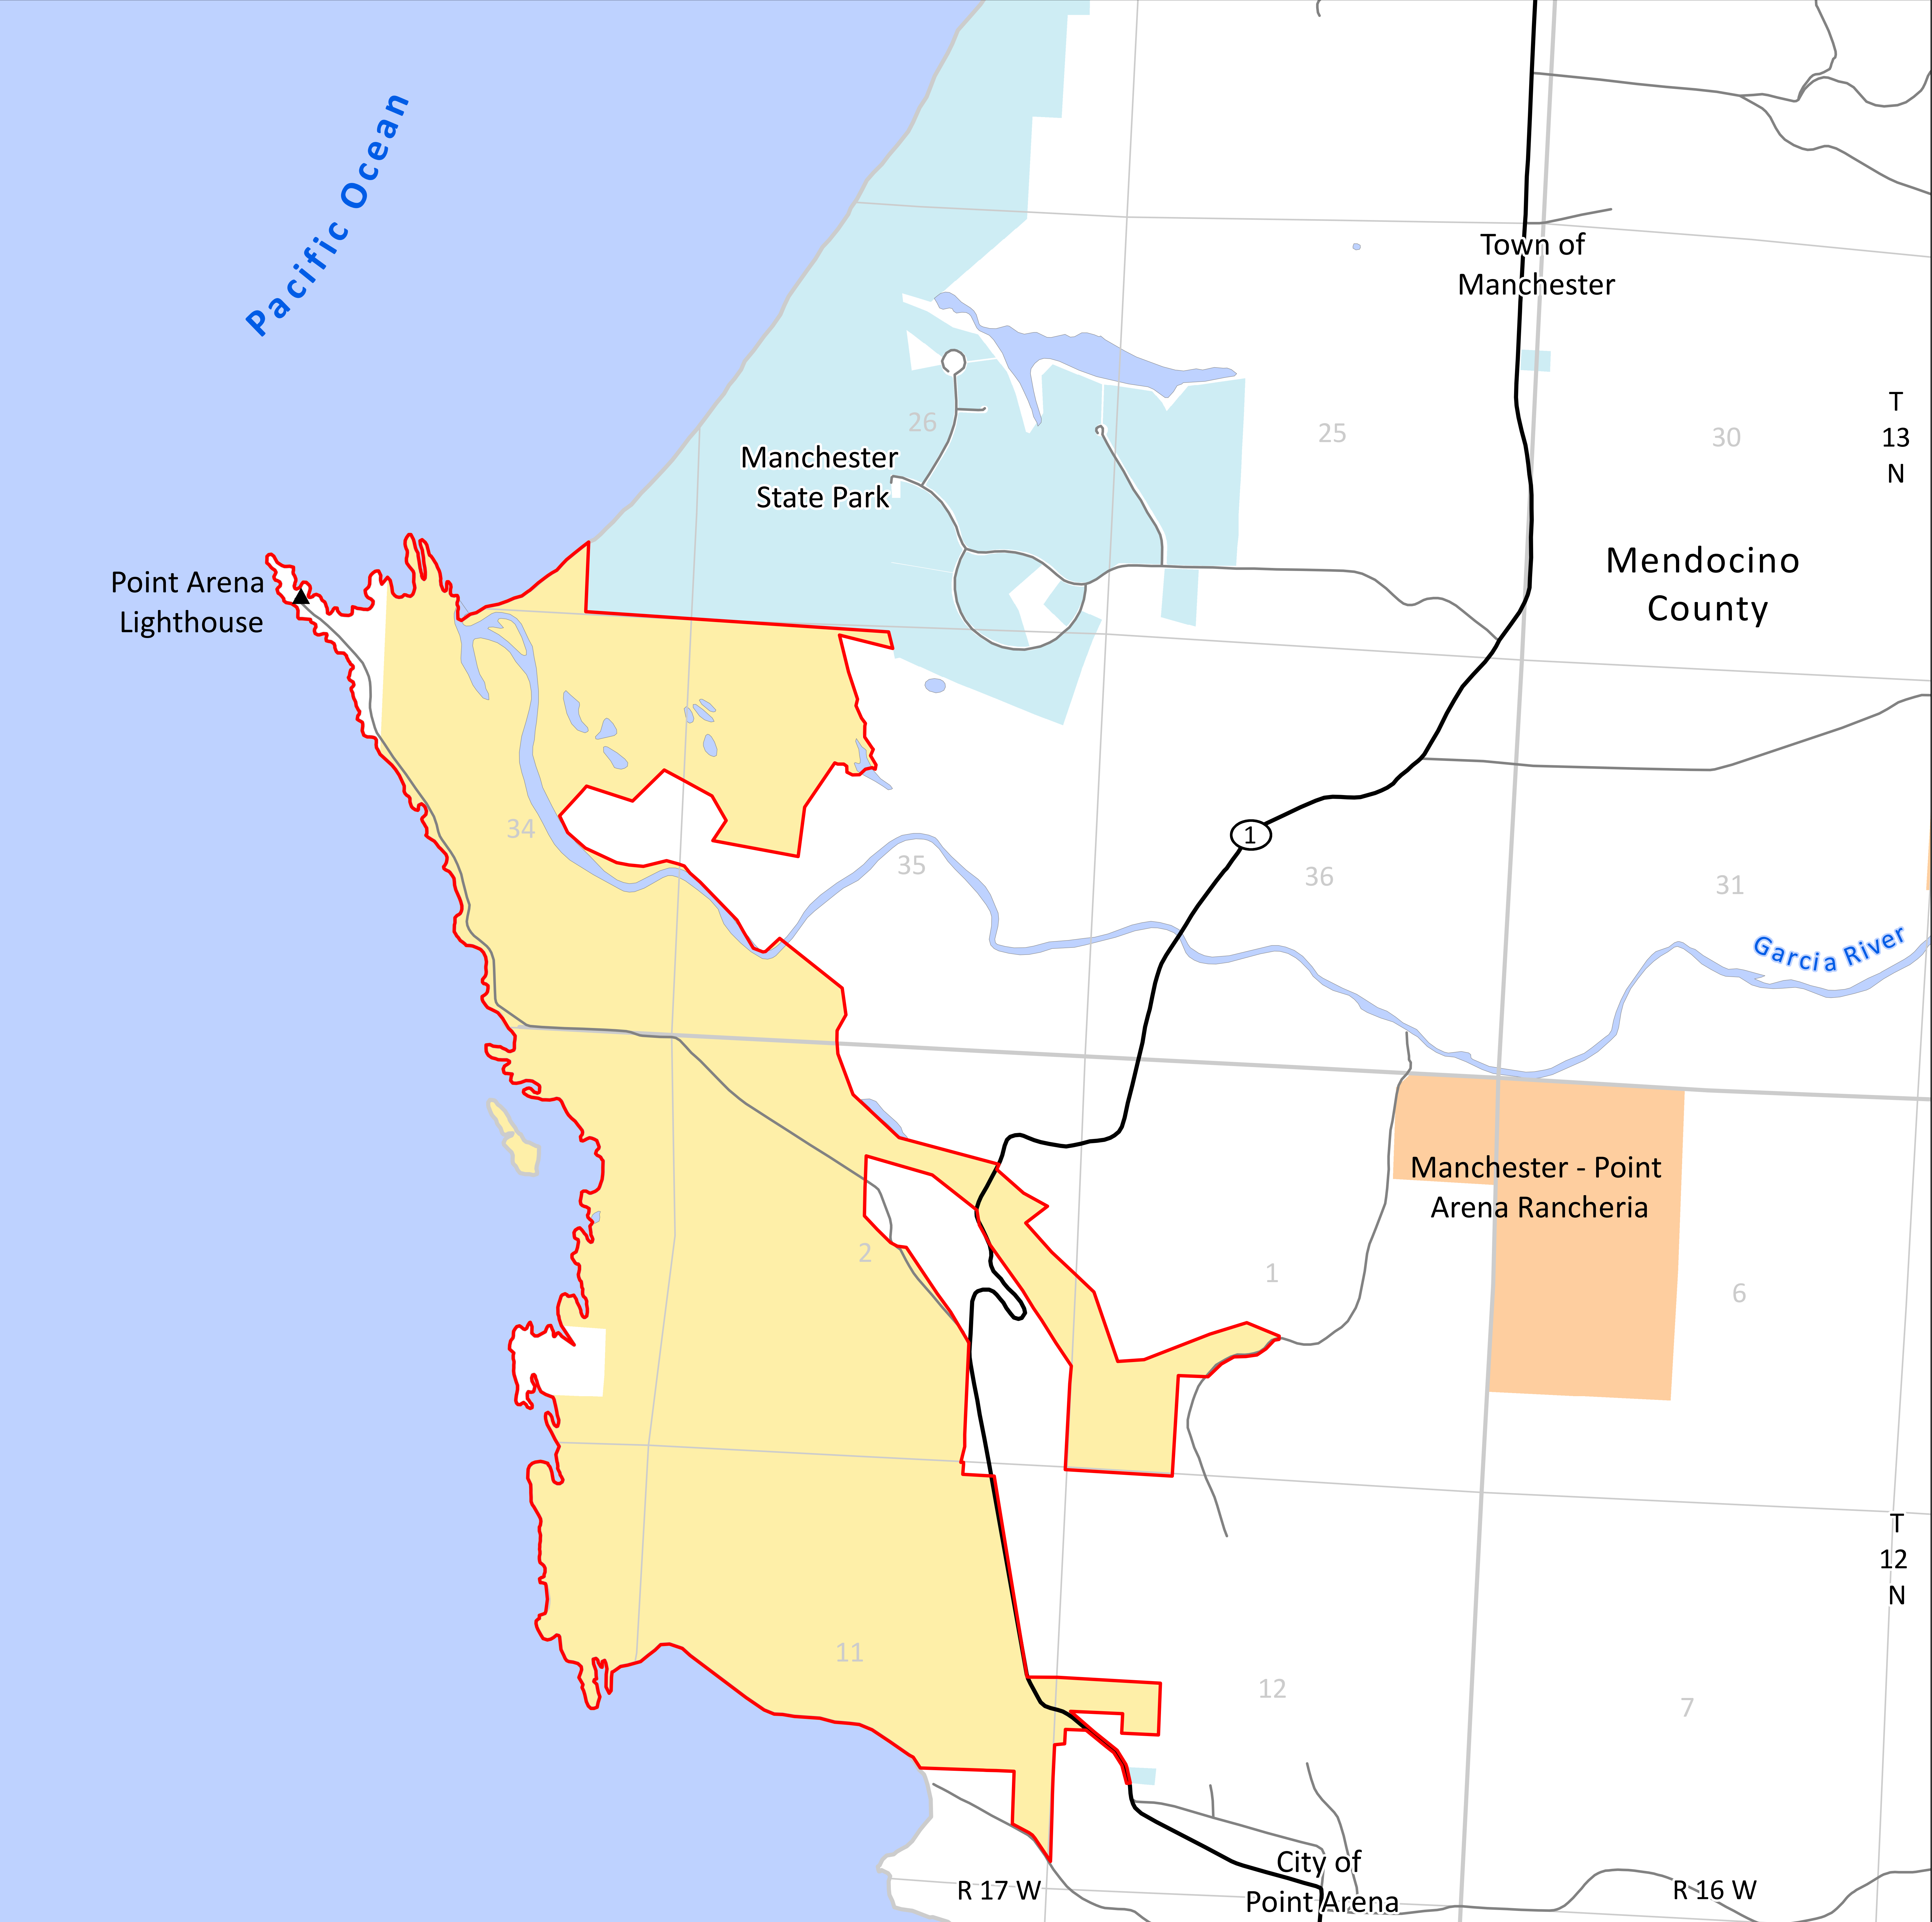 Pacific Ocean
Town of
Manchester
T
13
N
26
25
30
Manchester
State Park
Mendocino
County
Point Arena
Lighthouse
34
1
35
36
31
Garcia River
Manchester - Point
Arena Rancheria
2
1
6
T
12
N
11
12
7
City of
Point Arena
R 17 W
R 16 W